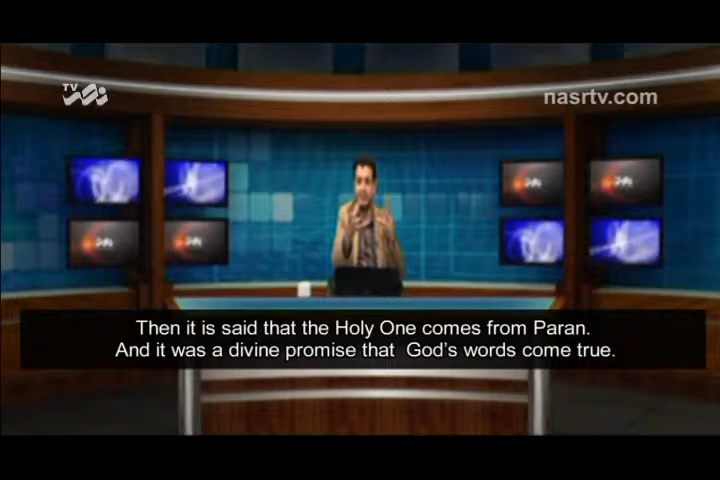 TV
نصر
nasrtv.com
Then it is said that the Holy One comes from Paran.
And it was a divine promise that God's words come true.